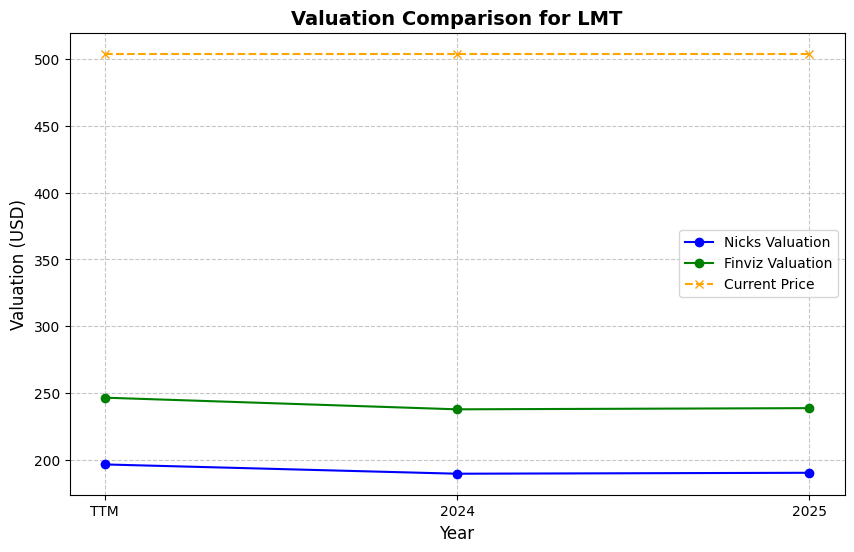 Valuation Comparison for LMT
Valuation (USD)
500
450
400
350
300
250
200
Nicks Valuation
Finviz Valuation
Current Price
TTM
2024
2025
Year